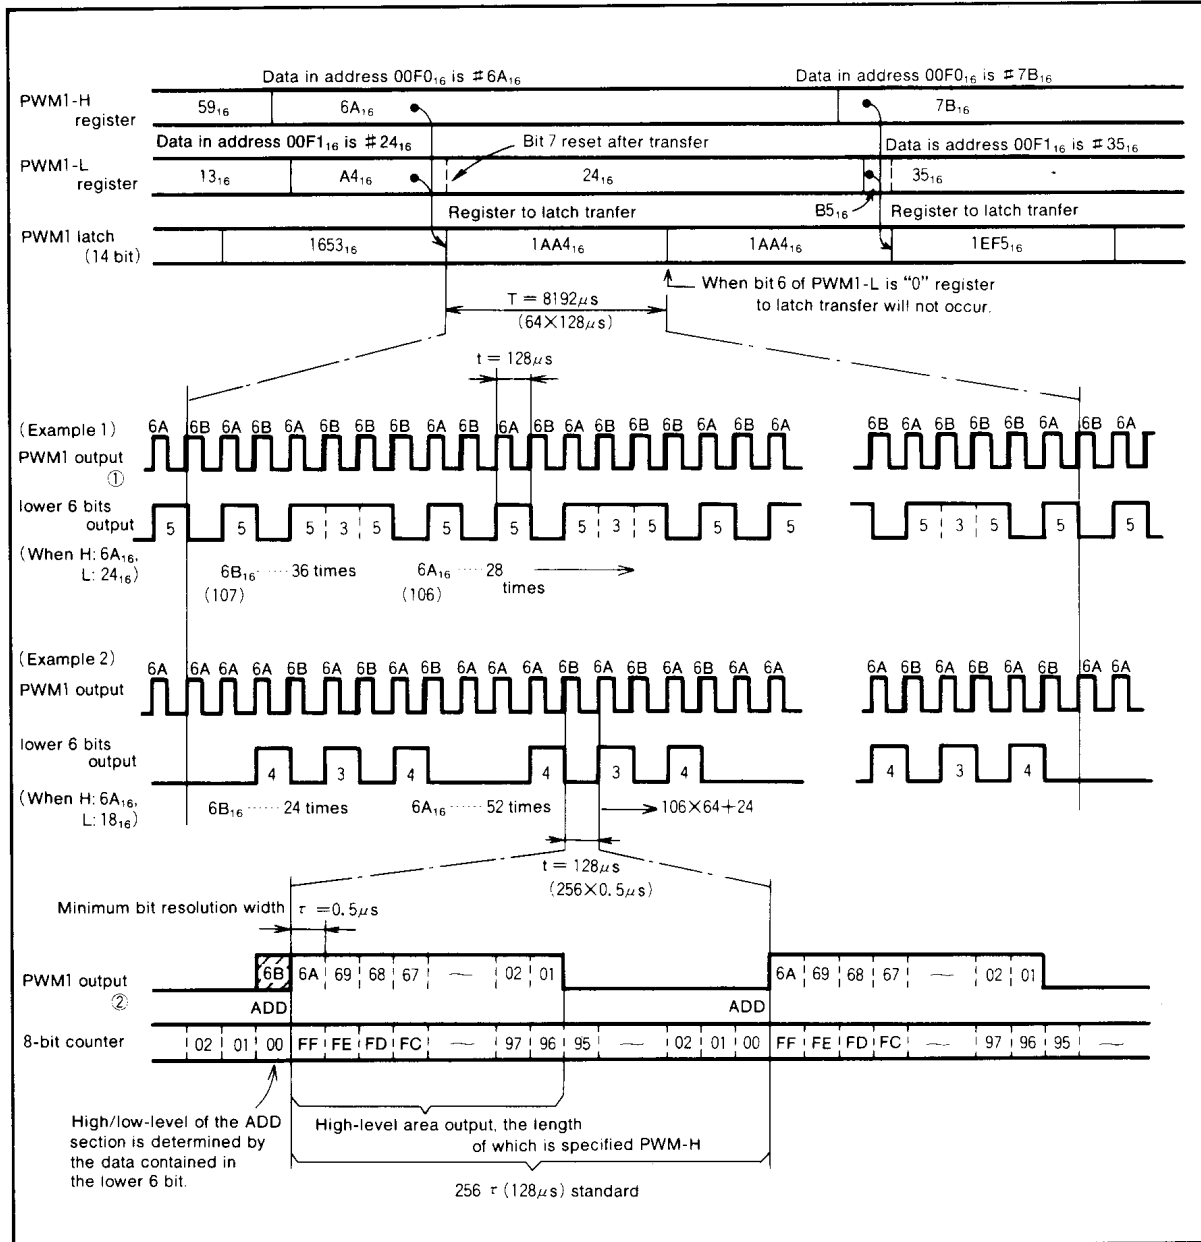 Data in address 00F0₁₆ is #6A₁₆
Data in address 00F0₁₆ is #7B₁₆
PWM1-H
register
59₁₆
6A₁₆
7B₁₆
Data in address 00F1₁₆ is #24₁₆
Bit 7 reset after transfer
Data is address 00F1₁₆ is #35₁₆
PWM1-L
register
13₁₆
A4₁₆
24₁₆
35₁₆
B5₁₆
Register to latch tranfer
Register to latch tranfer
PWM1 latch
(14 bit)
1653₁₆
1AA4₁₆
1AA4₁₆
1EF5₁₆
When bit 6 of PWM1-L is "0" register
to latch transfer will not occur.
T = 8192μs
(64×128μs)
t = 128μs
(Example 1)
PWM1 output
①
6A 6B 6A 6B 6A 6B 6B 6B 6A 6B 6A 6B 6A 6B 6B 6B 6A 6B 6A
6B 6A 6B 6B 6B 6A 6B 6A
lower 6 bits
output
5 5 5 3 5 5 5 5 3 5 5 5
5 3 5 5 5
(When H: 6A₁₆,
L: 24₁₆)
6B₁₆ ······ 36 times
(107)
6A₁₆ ······ 28
times
(106)
(Example 2)
PWM1 output
6A 6A 6A 6A 6B 6A 6B 6A 6B 6A 6A 6A 6B 6A 6B 6A 6B 6A 6A
6A 6B 6A 6B 6A 6B 6A 6A
lower 6 bits
output
4 3 4 4 3 4
4 3 4
(When H: 6A₁₆,
L: 18₁₆)
6B₁₆ ······ 24 times
6A₁₆ ······ 52 times
106×64+24
t = 128μs
(256×0.5μs)
Minimum bit resolution width
τ = 0.5μs
PWM1 output
②
6B 6A 69 68 67 ― 02 01
6A 69 68 67 ― 02 01
ADD
ADD
8-bit counter
02 01 00 FF FE FD FC ― 97 96 95 ― 02 01 00 FF FE FD FC ― 97 96 95 ―
High/low-level of the ADD
section is determined by
the data contained in
the lower 6 bit.
High-level area output, the length
of which is specified PWM-H
256 τ (128μs) standard